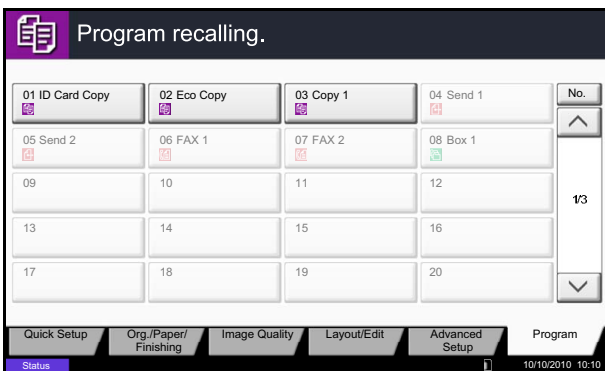 Program recalling.
01 ID Card Copy
02 Eco Copy
03 Copy 1
04 Send 1
No.
05 Send 2
06 FAX 1
07 FAX 2
08 Box 1
09
10
11
12
1/3
13
14
15
16
17
18
19
20
Quick Setup
Org./Paper/
Finishing
Image Quality
Layout/Edit
Advanced
Setup
Program
Status
10/10/2010 10:10